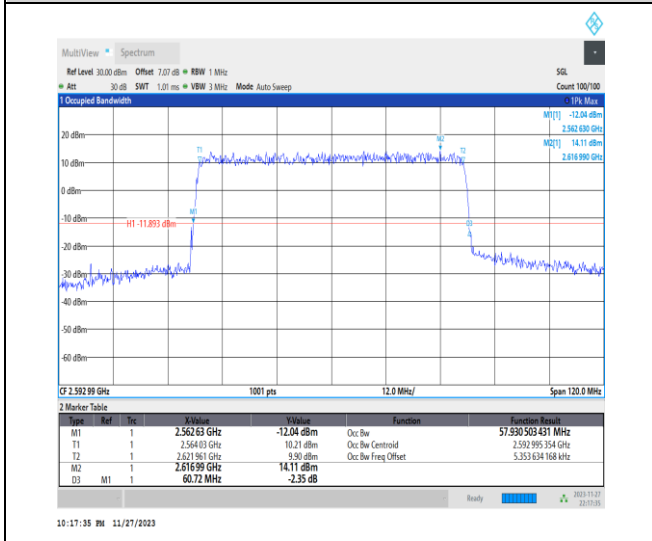 MultiView Spectrum
Ref Level 30.00 dBm Offset 7.07 dB RBW 1 MHz SGL
Att 30 dB SWT 1.01 ms VBW 3 MHz Mode Auto Sweep Count 100/100
1 Occupied Bandwidth 1Pk Max
M1[1] -12.04 dBm
2.562 630 GHz
M2[1] 14.11 dBm
2.616 990 GHz
20 dBm
M2
T1
T2
10 dBm
0 dBm
-10 dBm
M1
H1 -11.893 dBm
D3
-20 dBm
-30 dBm
-40 dBm
-50 dBm
-60 dBm
CF 2.592 99 GHz 1001 pts 12.0 MHz/ Span 120.0 MHz
2 Marker Table
Type Ref Trc X-Value Y-Value Function Function Result
M1 1 2.562 63 GHz -12.04 dBm Occ Bw 57.930 503 431 MHz
T1 1 2.564 03 GHz 10.21 dBm Occ Bw Centroid 2.592 995 354 GHz
T2 1 2.621 961 GHz 9.90 dBm Occ Bw Freq Offset 5.353 634 168 kHz
M2 1 2.616 99 GHz 14.11 dBm
D3 M1 1 60.72 MHz -2.35 dB
Ready 2023-11-27
22:17:35
10:17:35 PM 11/27/2023